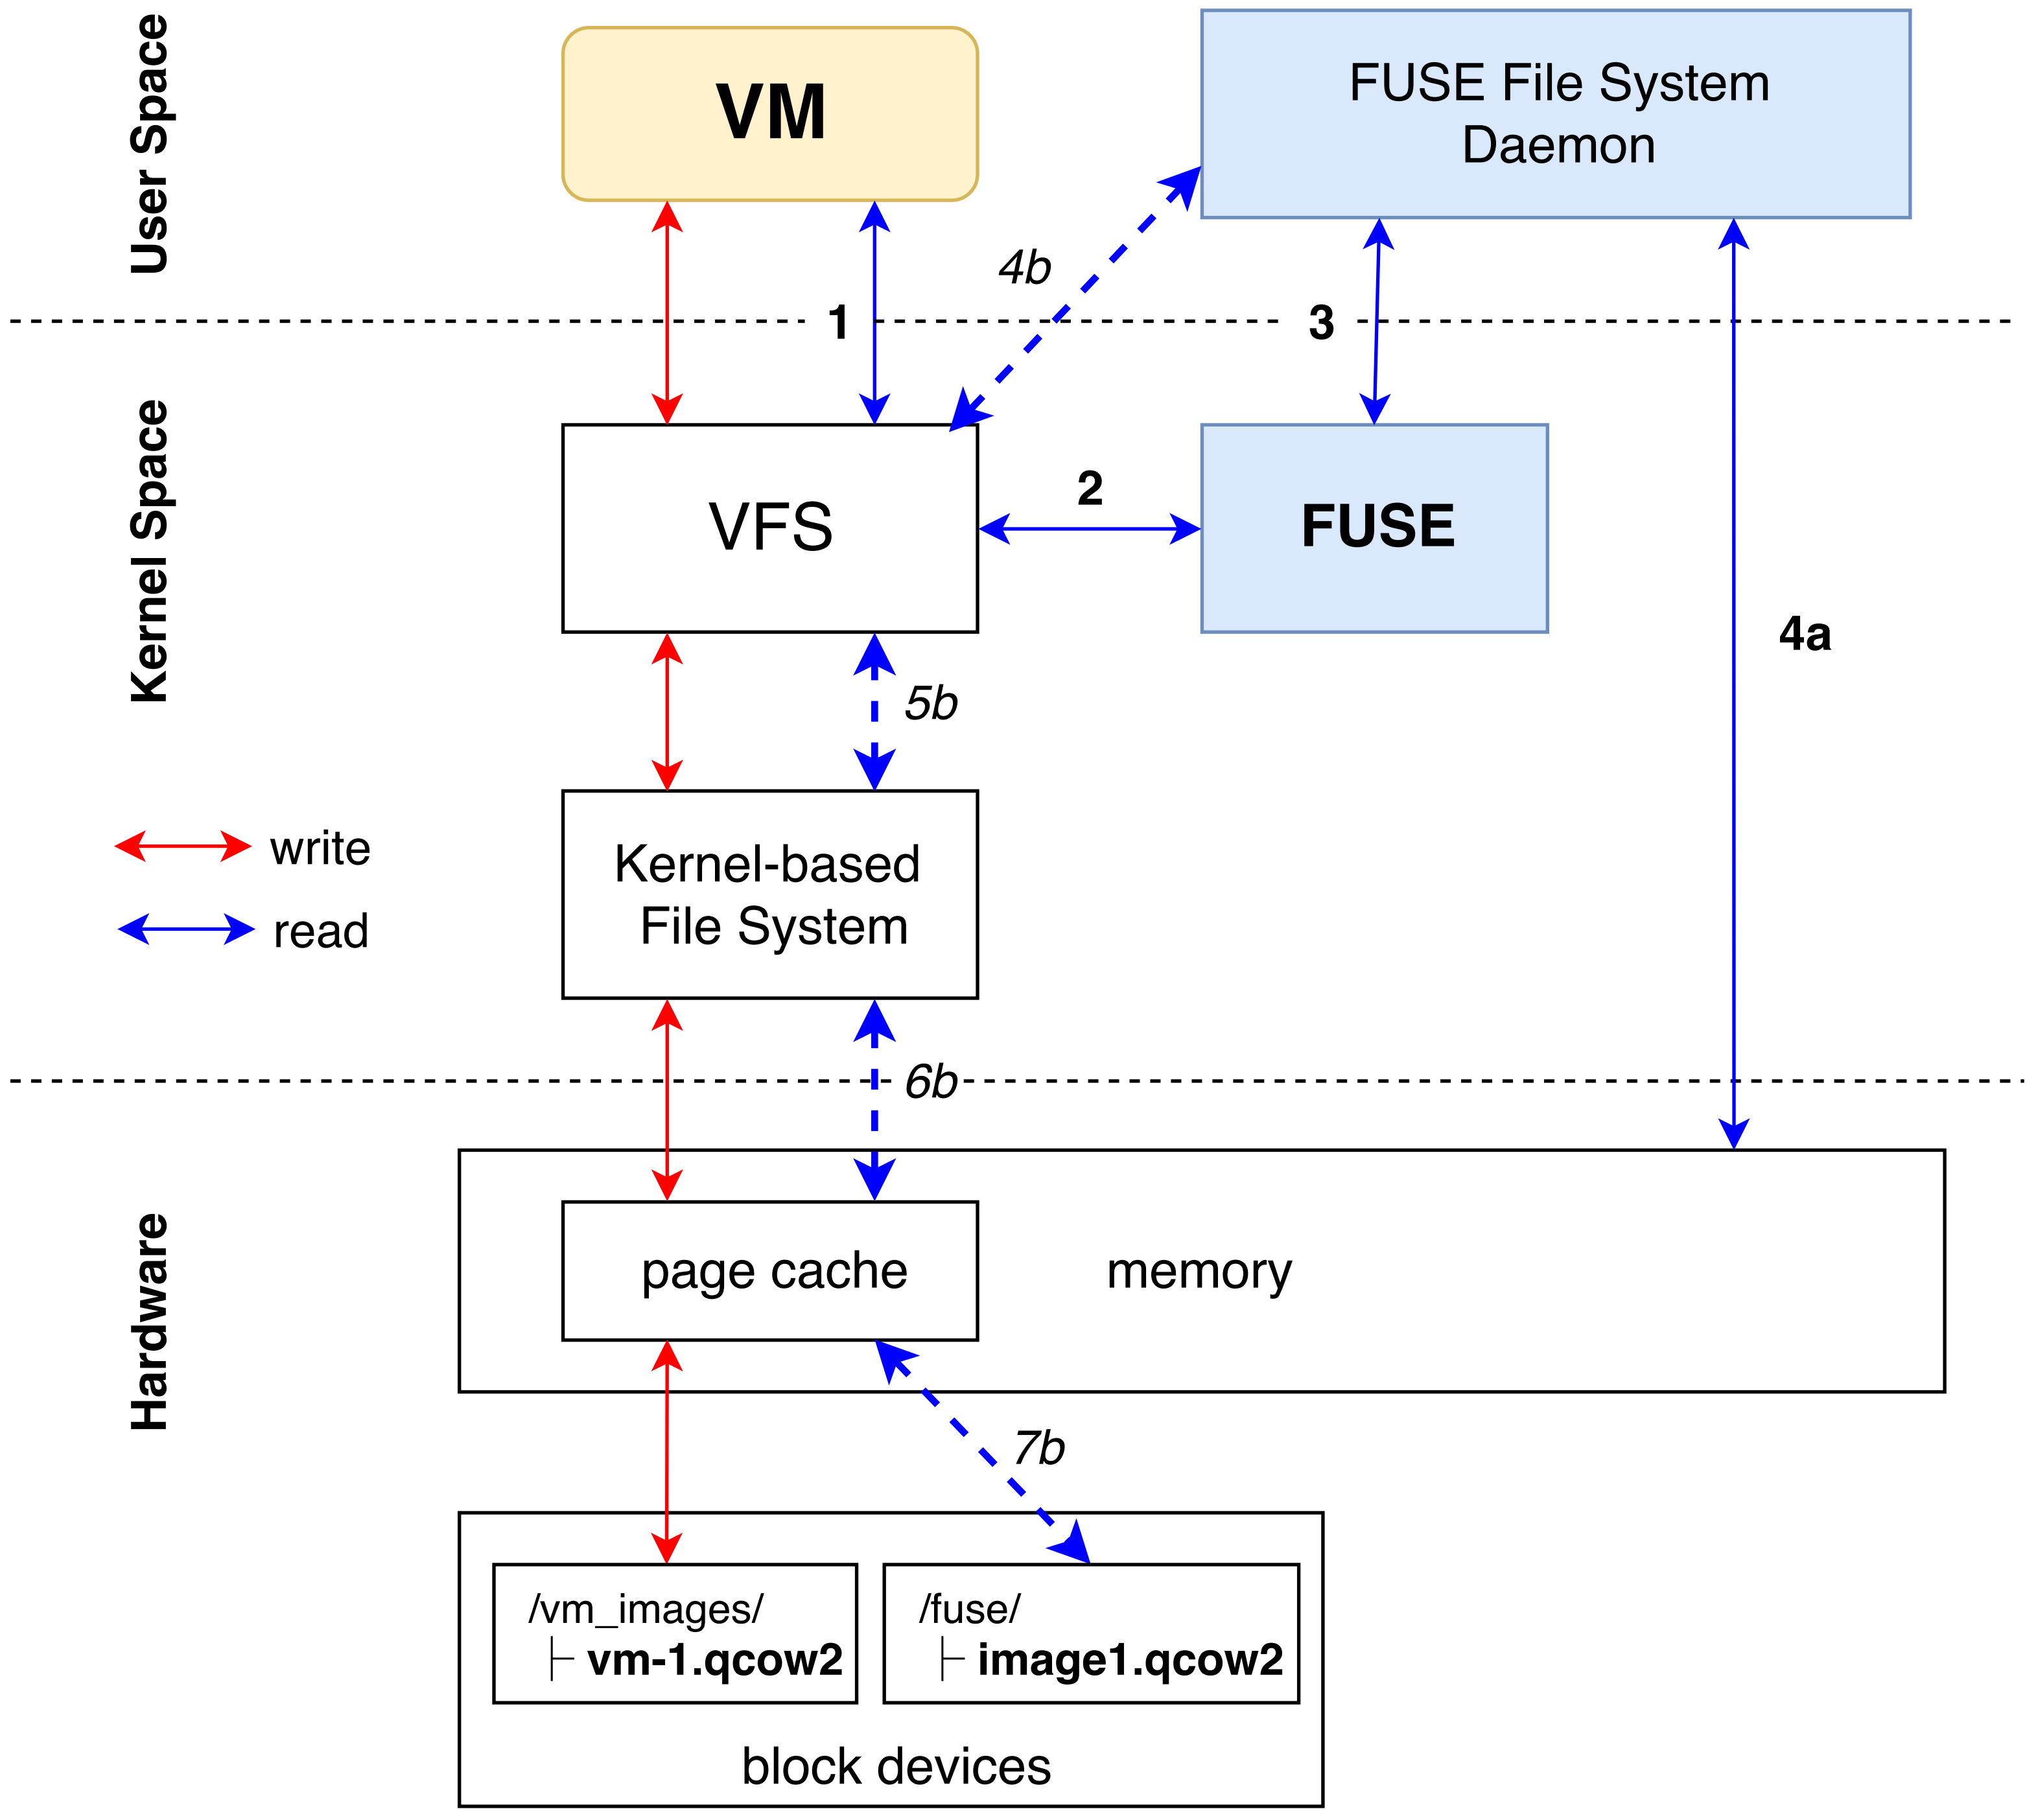 User Space
VM
FUSE File System
Daemon
4b
1
3
Kernel Space
VFS
2
FUSE
4a
5b
write
read
Kernel-based
File System
6b
Hardware
page cache
memory
7b
/vm_images/
vm-1.qcow2
/fuse/
image1.qcow2
block devices